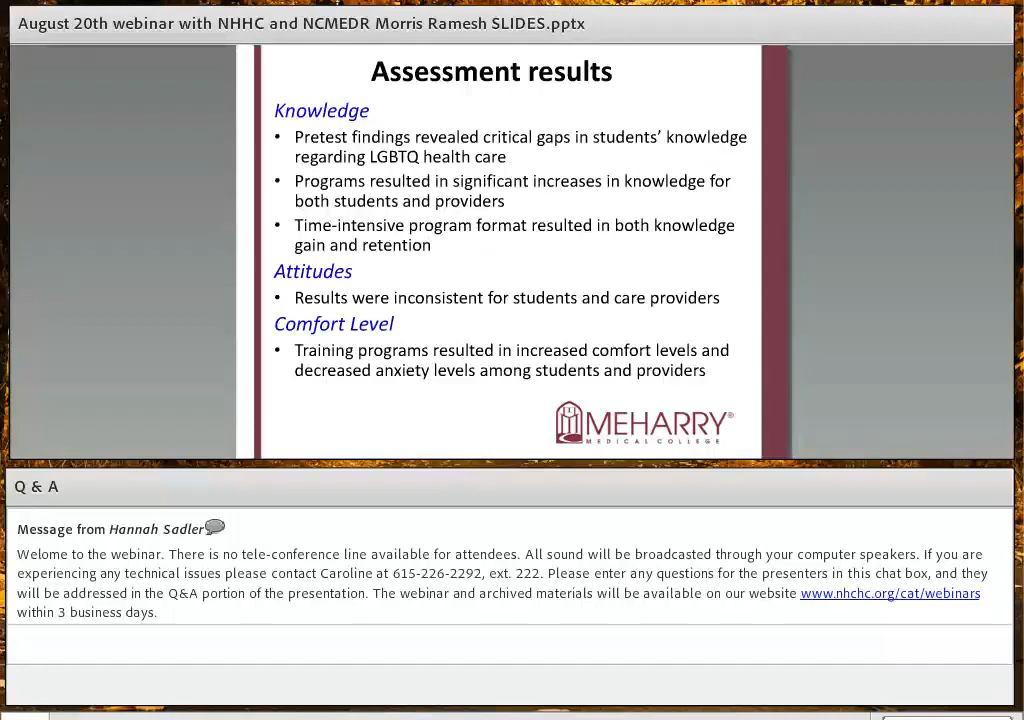 August 20th webinar with NHHC and NCMEDR Morris Ramesh SLIDES.pptx
Assessment results
Knowledge
• Pretest findings revealed critical gaps in students' knowledge
regarding LGBTQ health care
• Programs resulted in significant increases in knowledge for
both students and providers
• Time-intensive program format resulted in both knowledge
gain and retention
Attitudes
• Results were inconsistent for students and care providers
Comfort Level
• Training programs resulted in increased comfort levels and
decreased anxiety levels among students and providers
MEHARRY®
MEDICAL COLLEGE
Q & A
Message from Hannah Sadler
Welome to the webinar. There is no tele-conference line available for attendees. All sound will be broadcasted through your computer speakers. If you are
experiencing any technical issues please contact Caroline at 615-226-2292, ext. 222. Please enter any questions for the presenters in this chat box, and they
will be addressed in the Q&A portion of the presentation. The webinar and archived materials will be available on our website www.nhchc.org/cat/webinars
within 3 business days.